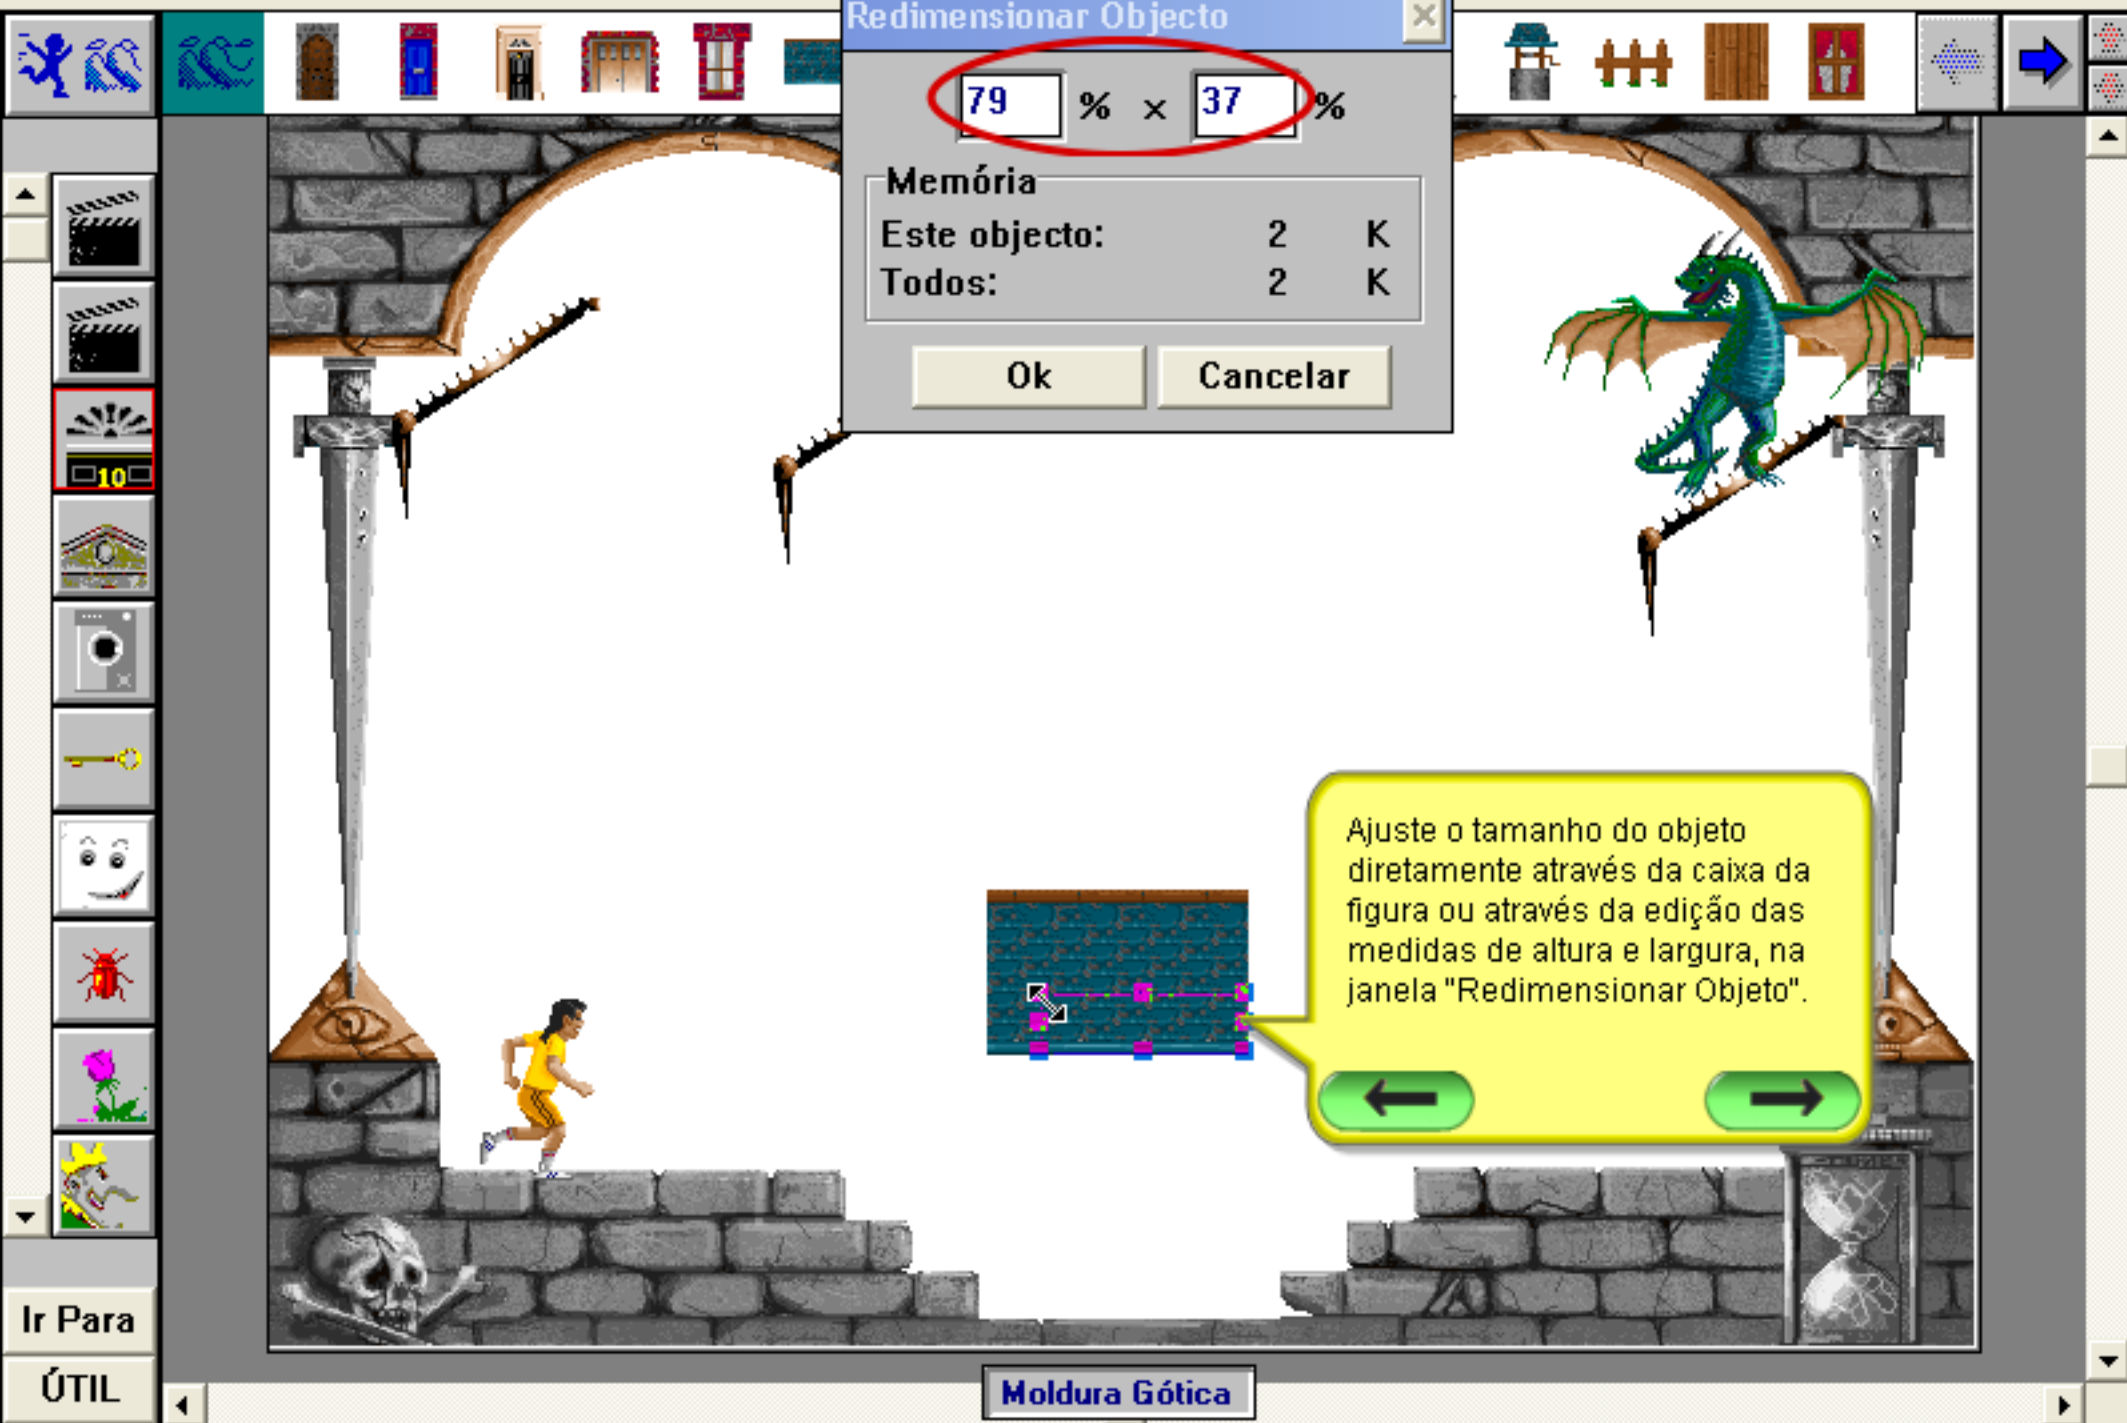 Redimensionar Objecto
79 % x 37 %
Memória
Este objecto: 2 K
Todos: 2 K
Ok Cancelar
10
Ajuste o tamanho do objeto
diretamente através da caixa da
figura ou através da edição das
medidas de altura e largura, na
janela "Redimensionar Objeto".
Ir Para
ÚTIL
Moldura Gótica